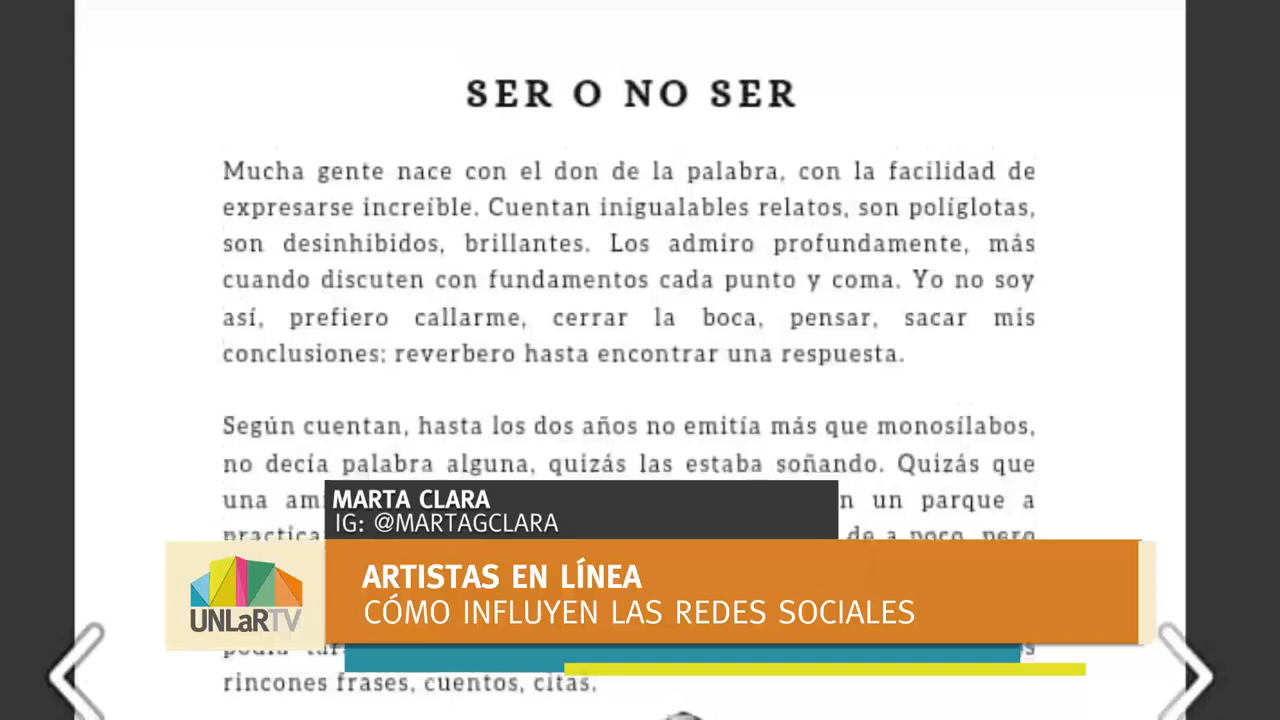 SER O NO SER
Mucha gente nace con el don de la palabra, con la facilidad de
expresarse increíble. Cuentan inigualables relatos, son políglotas,
son desinhibidos, brillantes. Los admiro profundamente, más
cuando discuten con fundamentos cada punto y coma. Yo no soy
así, prefiero callarme, cerrar la boca, pensar, sacar mis
conclusiones; reverbero hasta encontrar una respuesta.
Según cuentan, hasta los dos años no emitía más que monosílabos,
no decía palabra alguna, quizás las estaba soñando. Quizás que
una un parque a
de a poco, pero
MARTA CLARA
IG: @MARTAGCLARA
ARTISTAS EN LÍNEA
CÓMO INFLUYEN LAS REDES SOCIALES
UNLaRTV
rincones frases, cuentos, citas.